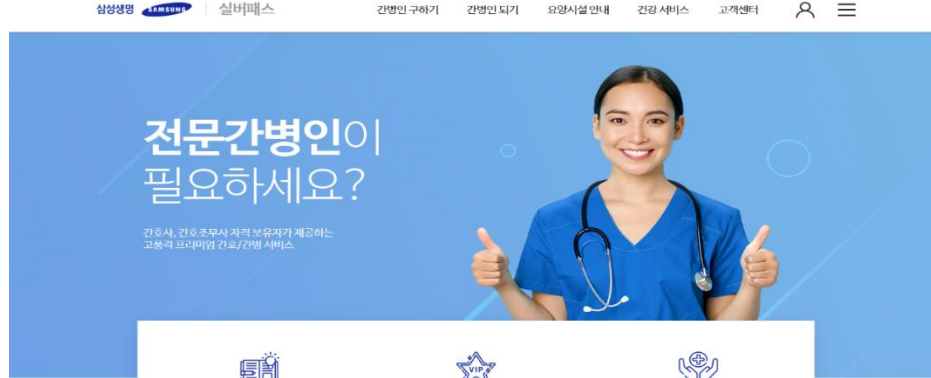 삼성생명 SAMSUNG 실버패스
간병인 구하기 간병인 되기 요양시설 안내 건강 서비스 고객센터
전문간병인이
필요하세요?
간호사, 간호조무사 자격 보유자가 제공하는
고품격 프리미엄 간호/간병 서비스
VIP